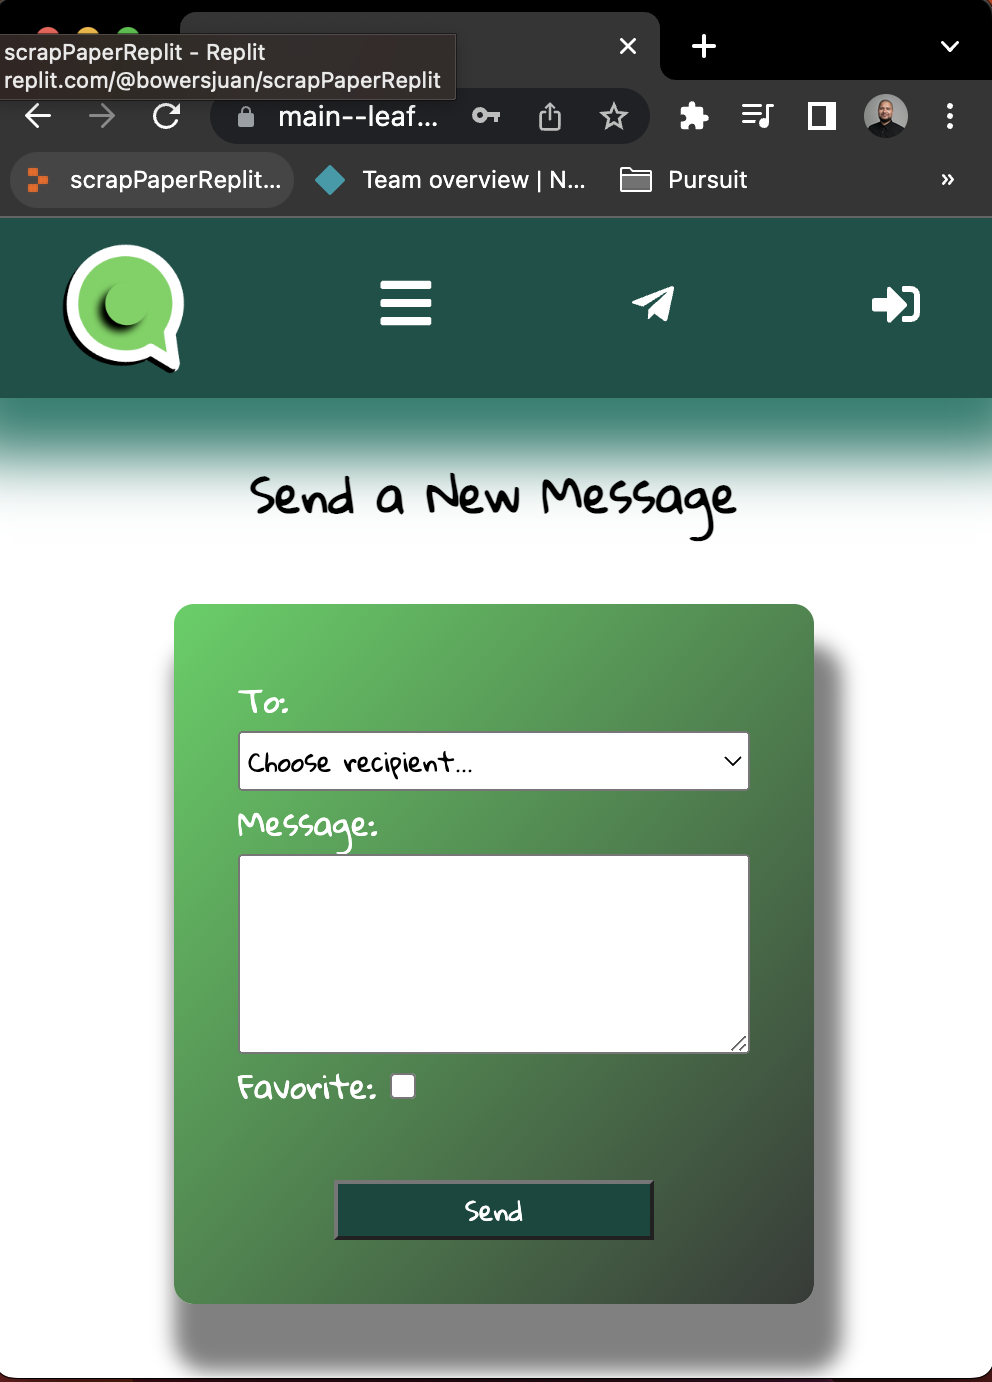 scrapPaperReplit - Replit
replit.com/@bowersjuan/scrapPaperReplit
main--leaf...
scrapPaperReplit...
Team overview | N...
Pursuit
»
Send a New Message
To:
Choose recipient...
Message:
Favorite:
Send